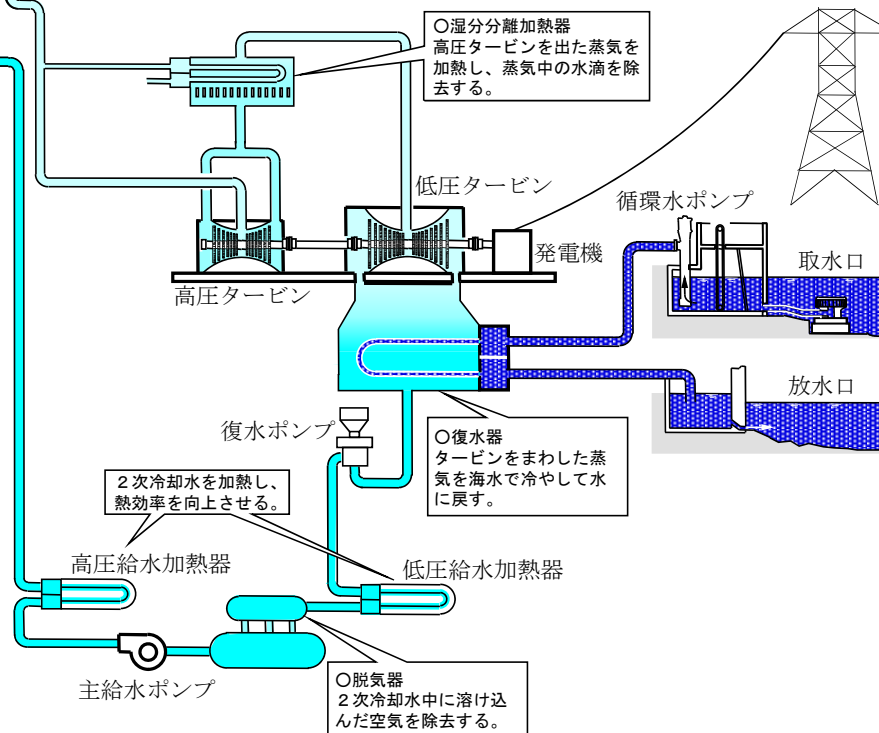 ○湿分分離加熱器
高圧タービンを出た蒸気を
加熱し、蒸気中の水滴を除
去する。
低圧タービン
循環水ポンプ
発電機
取水口
高圧タービン
放水口
復水ポンプ
○復水器
タービンをまわした蒸
気を海水で冷やして水
に戻す。
2次冷却水を加熱し、
熱効率を向上させる。
高圧給水加熱器
低圧給水加熱器
主給水ポンプ
○脱気器
2次冷却水中に溶け込
んだ空気を除去する。